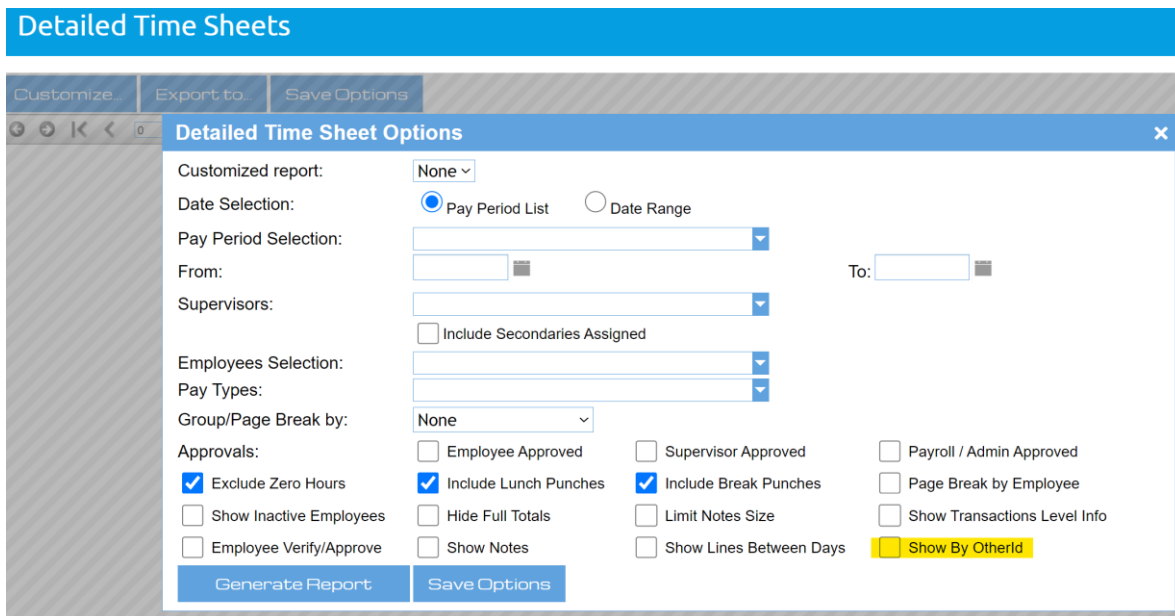 Detailed Time Sheets
Customize... Export to... Save Options
0
Detailed Time Sheet Options
Customized report: None
Date Selection: Pay Period List Date Range
Pay Period Selection:
From: To:
Supervisors:
Include Secondaries Assigned
Employees Selection:
Pay Types:
Group/Page Break by: None
Approvals: Employee Approved Supervisor Approved Payroll / Admin Approved
Exclude Zero Hours Include Lunch Punches Include Break Punches Page Break by Employee
Show Inactive Employees Hide Full Totals Limit Notes Size Show Transactions Level Info
Employee Verify/Approve Show Notes Show Lines Between Days Show By OtherId
Generate Report Save Options